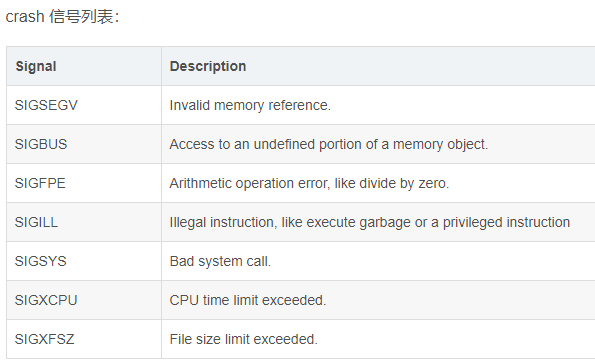 crash 信号列表：
Signal Description
SIGSEGV Invalid memory reference.
SIGBUS Access to an undefined portion of a memory object.
SIGFPE Arithmetic operation error, like divide by zero.
SIGILL Illegal instruction, like execute garbage or a privileged instruction
SIGSYS Bad system call.
SIGXCPU CPU time limit exceeded.
SIGXFSZ File size limit exceeded.